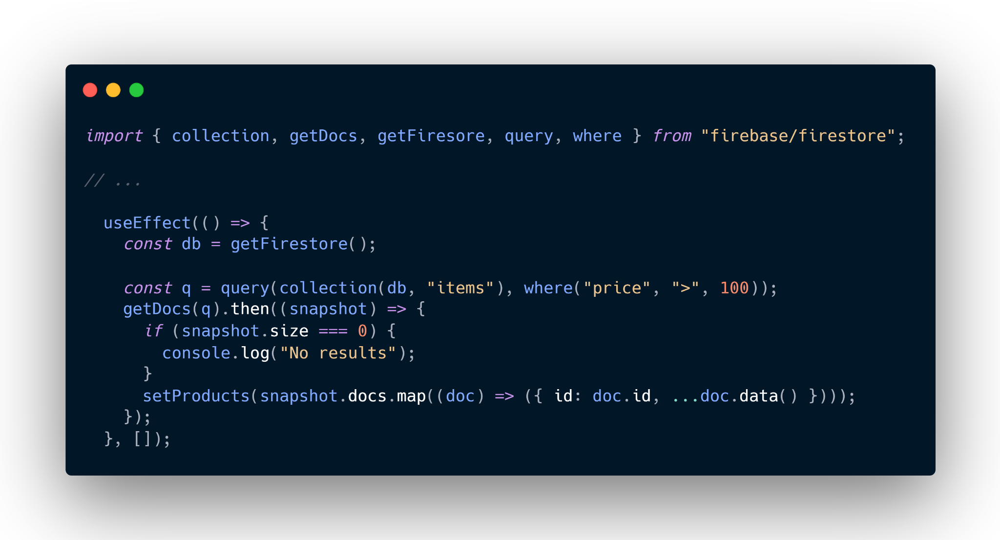 import { collection, getDocs, getFiresore, query, where } from "firebase/firestore";
// ...
useEffect(() => {
const db = getFirestore();
const q = query(collection(db, "items"), where("price", ">", 100));
getDocs(q).then((snapshot) => {
if (snapshot.size === 0) {
console.log("No results");
}
setProducts(snapshot.docs.map((doc) => ({ id: doc.id, ...doc.data() })));
});
}, []);